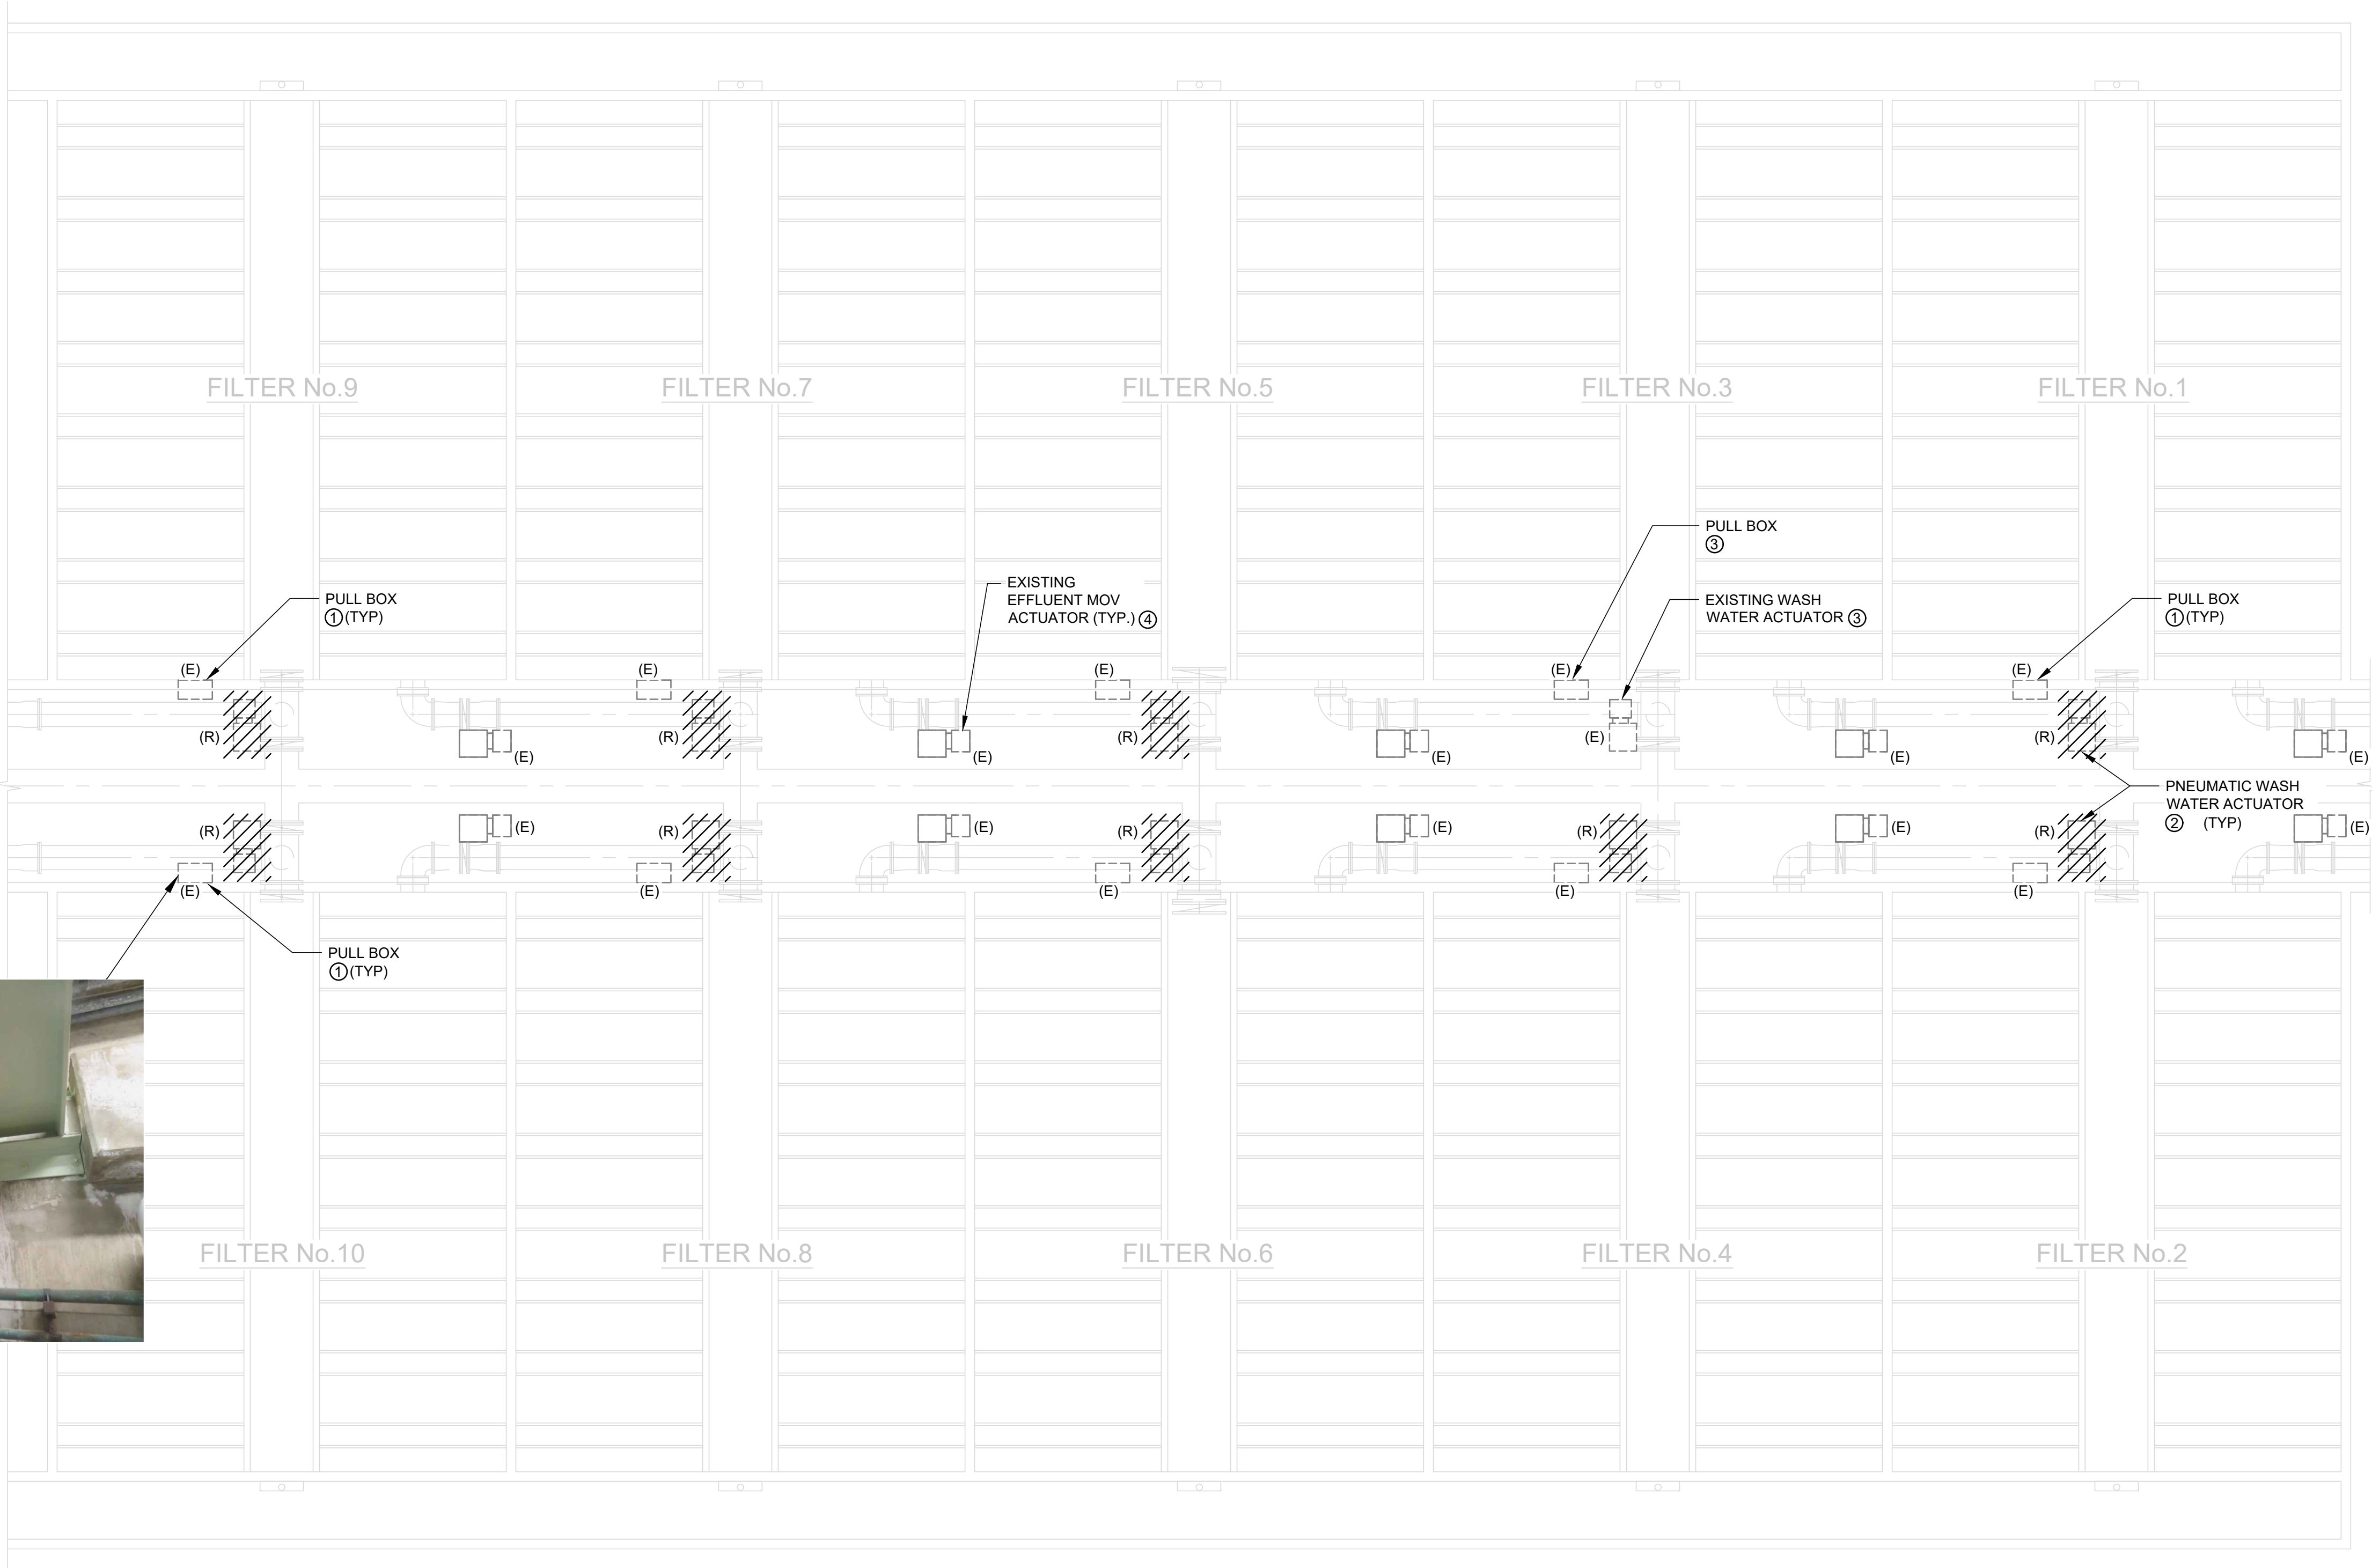 FILTER No.9
FILTER No.7
FILTER No.5
FILTER No.3
FILTER No.1
PULL BOX
③
EXISTING
EFFLUENT MOV
ACTUATOR (TYP.) ④
PULL BOX
① (TYP)
EXISTING WASH
WATER ACTUATOR ③
PULL BOX
① (TYP)
(E)
(E)
(E)
(E)
(E)
(R)
(R)
(R)
(E)
(R)
(E)
(E)
(E)
(E)
(E)
PNEUMATIC WASH
WATER ACTUATOR
② (TYP)
(R)
(E)
(R)
(E)
(R)
(E)
(R)
(E)
(R)
(E)
(E)
(E)
(E)
(E)
(E)
PULL BOX
① (TYP)
FILTER No.10
FILTER No.8
FILTER No.6
FILTER No.4
FILTER No.2